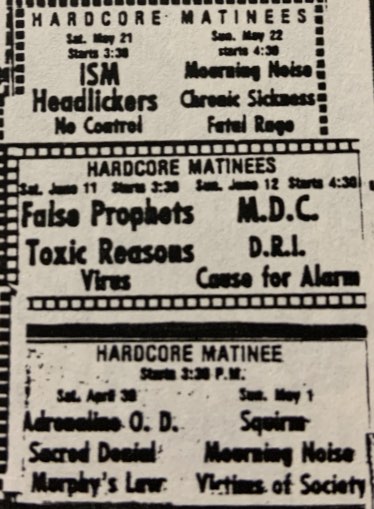 HARDCORE MATINEES
Sat. May 21 Sun. May 22
Starts 3:30 starts 4:30
ISM Mourning Noise
Headlickers Chronic Sickness
No Control Fatal Rage
HARDCORE MATINEES
Sat. June 11 Starts 3:30 Sun. June 12 Starts 4:30
False Prophets M.D.C.
Toxic Reasons D.R.I.
Virus Cause for Alarm
HARDCORE MATINEE
Starts 3:30 P.M.
Sat. April 30 Sun. May 1
Adrenalin O. D. Squirm
Sacred Denial Mourning Noise
Murphy's Law Victims of Society